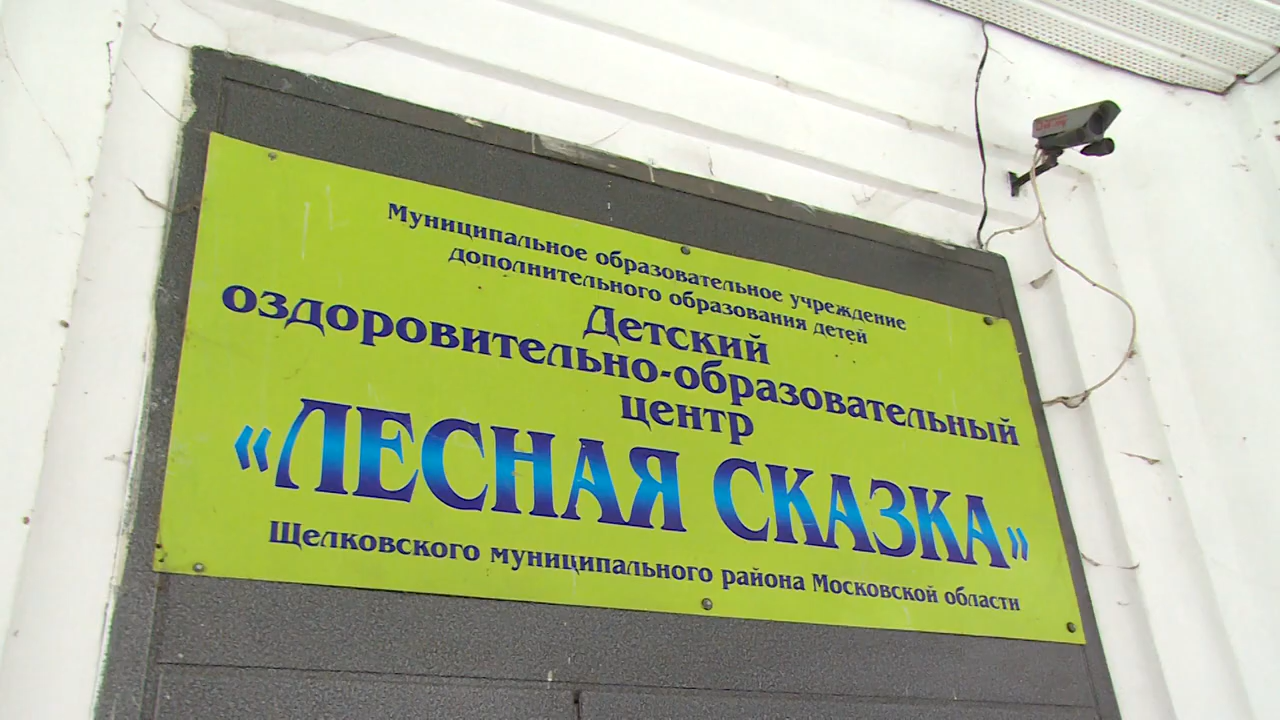 Муниципальное образовательное учреждение
дополнительного образования детей
Детский
оздоровительно-образовательный
центр
«ЛЕСНАЯ СКАЗКА»
Щелковского муниципального района Московской области